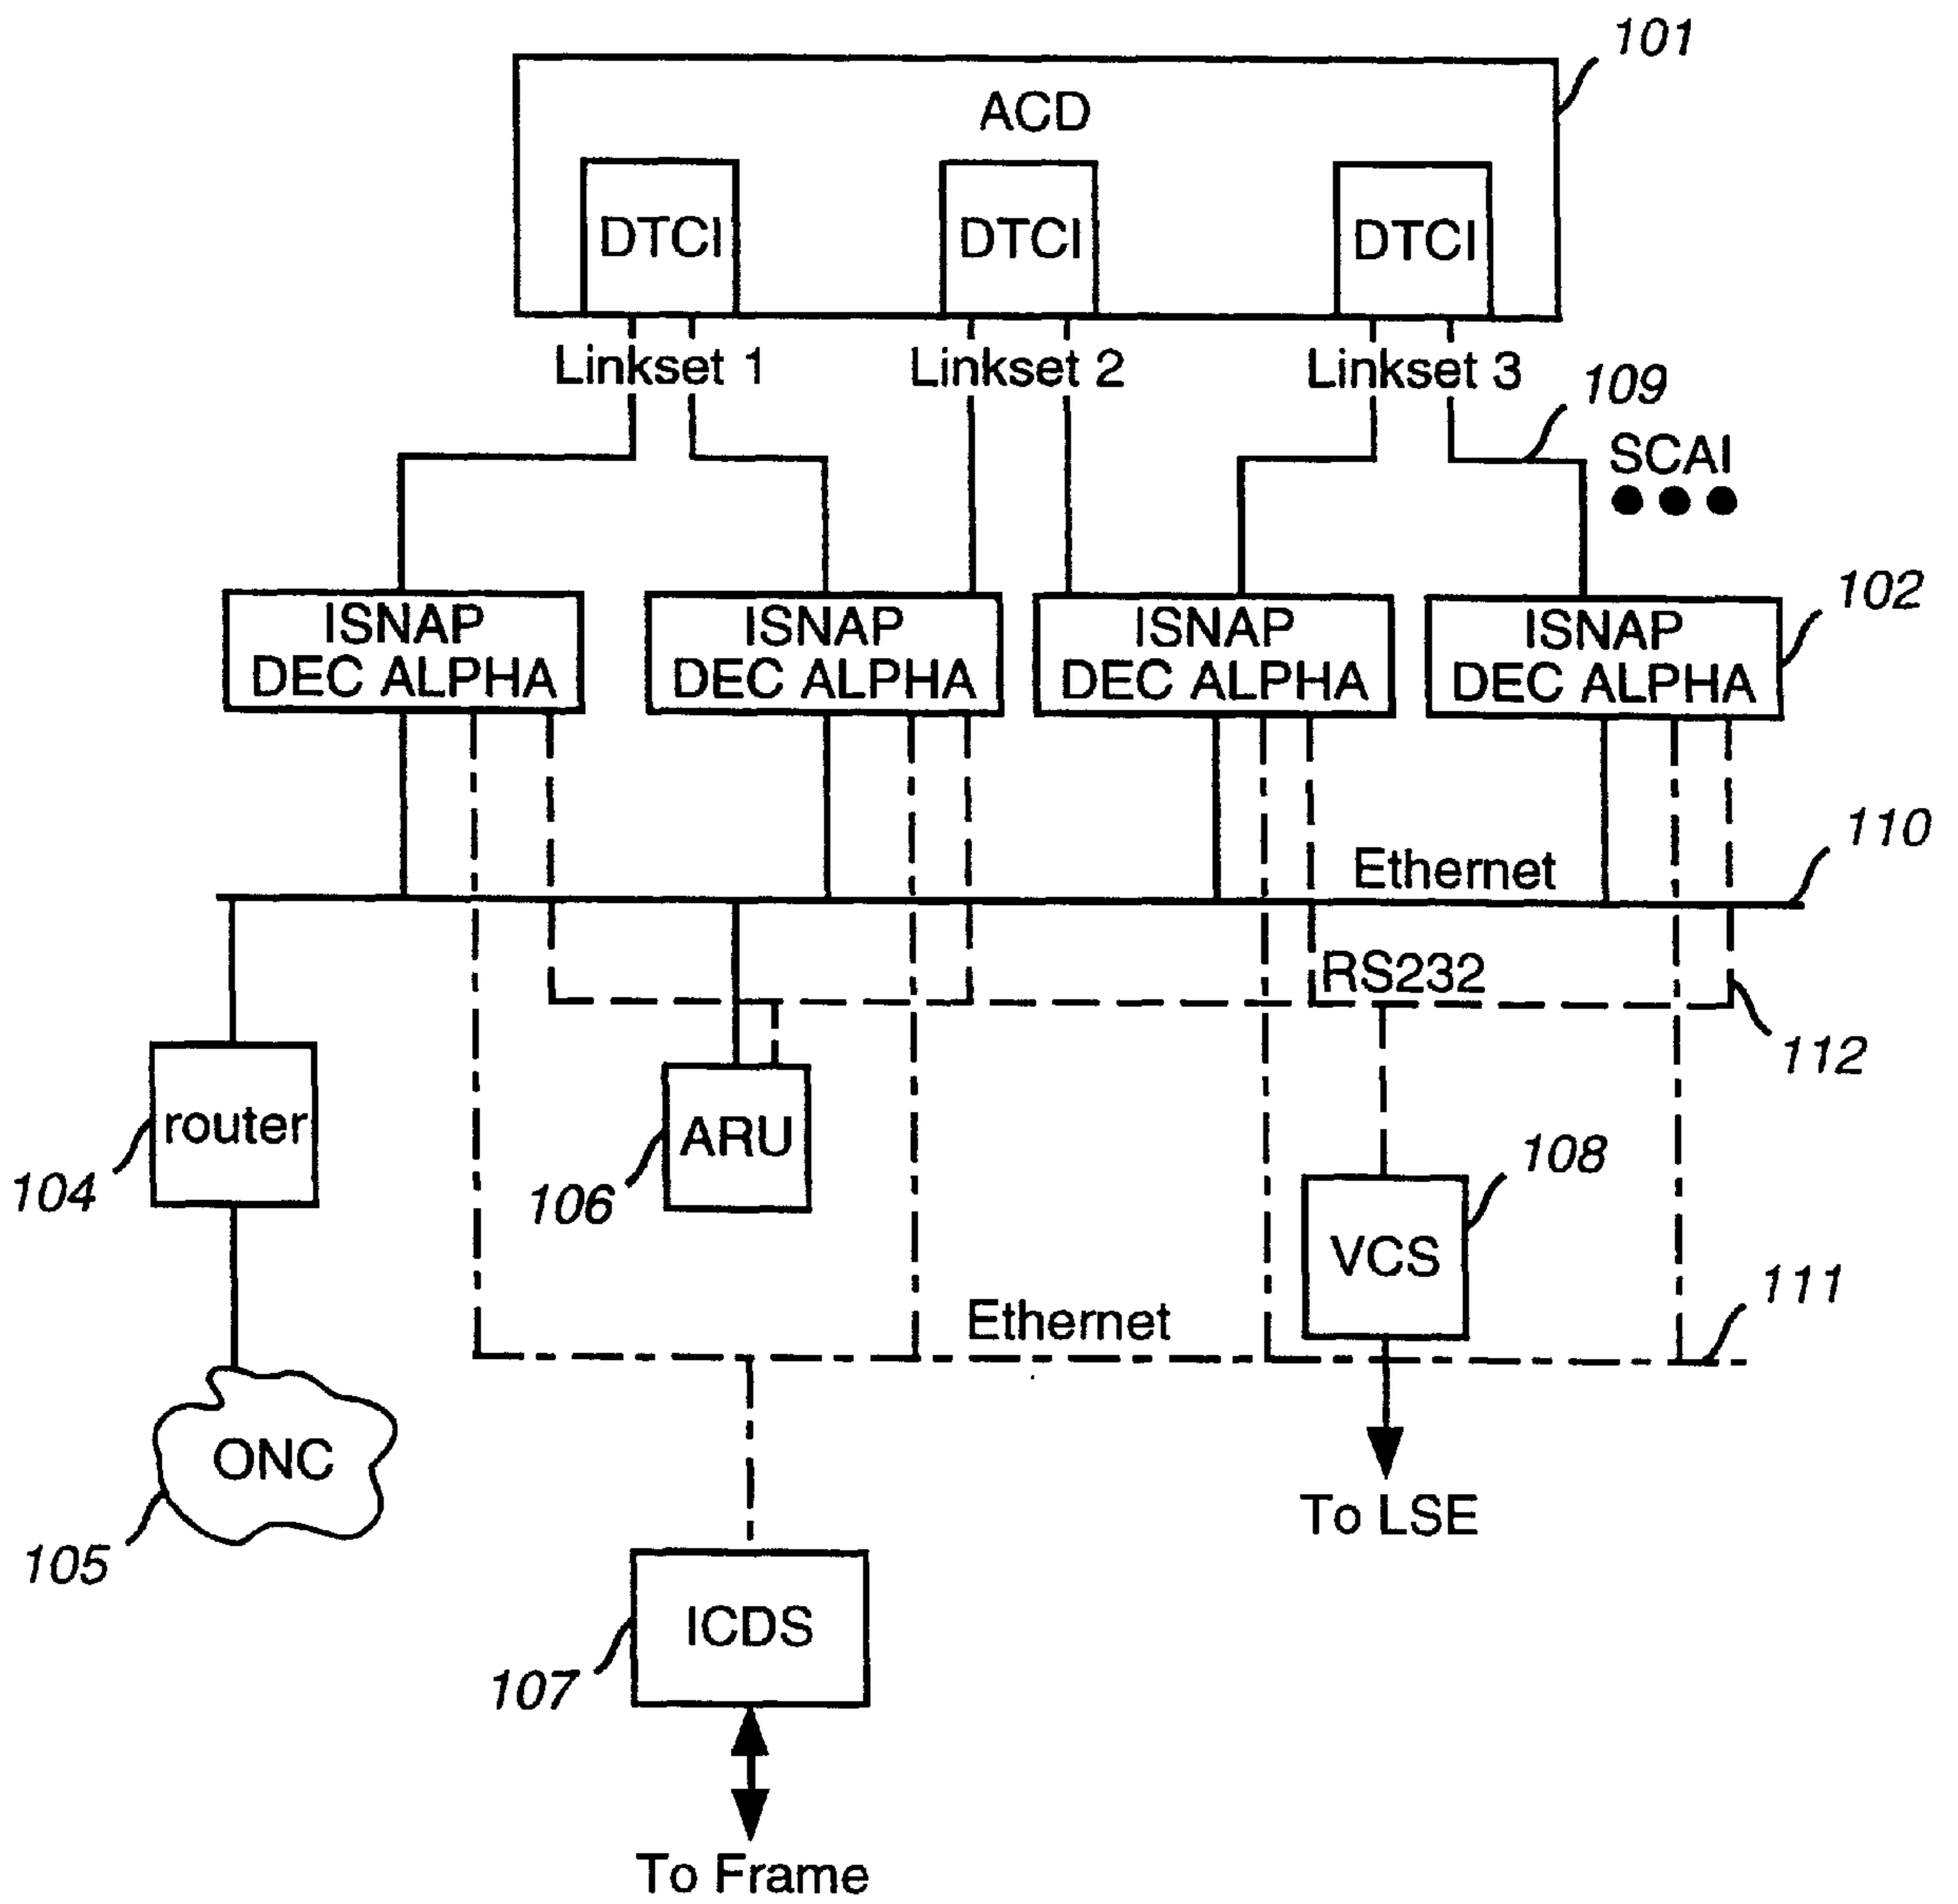 101
ACD
DTCI DTCI DTCI
Linkset 1 Linkset 2 Linkset 3
109
SCAI
102
ISNAP DEC ALPHA
ISNAP DEC ALPHA
ISNAP DEC ALPHA
ISNAP DEC ALPHA
110
Ethernet
RS232
112
router
104
ARU
106
108
VCS
111
Ethernet
ONC
105
To LSE
ICDS
107
To Frame